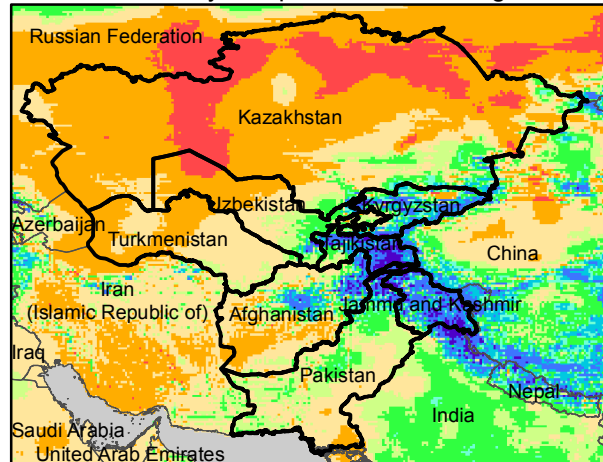 Russian Federation
Kazakhstan
Uzbekistan
Kyrgyzstan
Azerbaijan
Turkmenistan
Tajikistan
China
Iran
(Islamic Republic of)
Jammu and Kashmir
Afghanistan
Iraq
Pakistan
Nepal
India
Saudi Arabia
United Arab Emirates